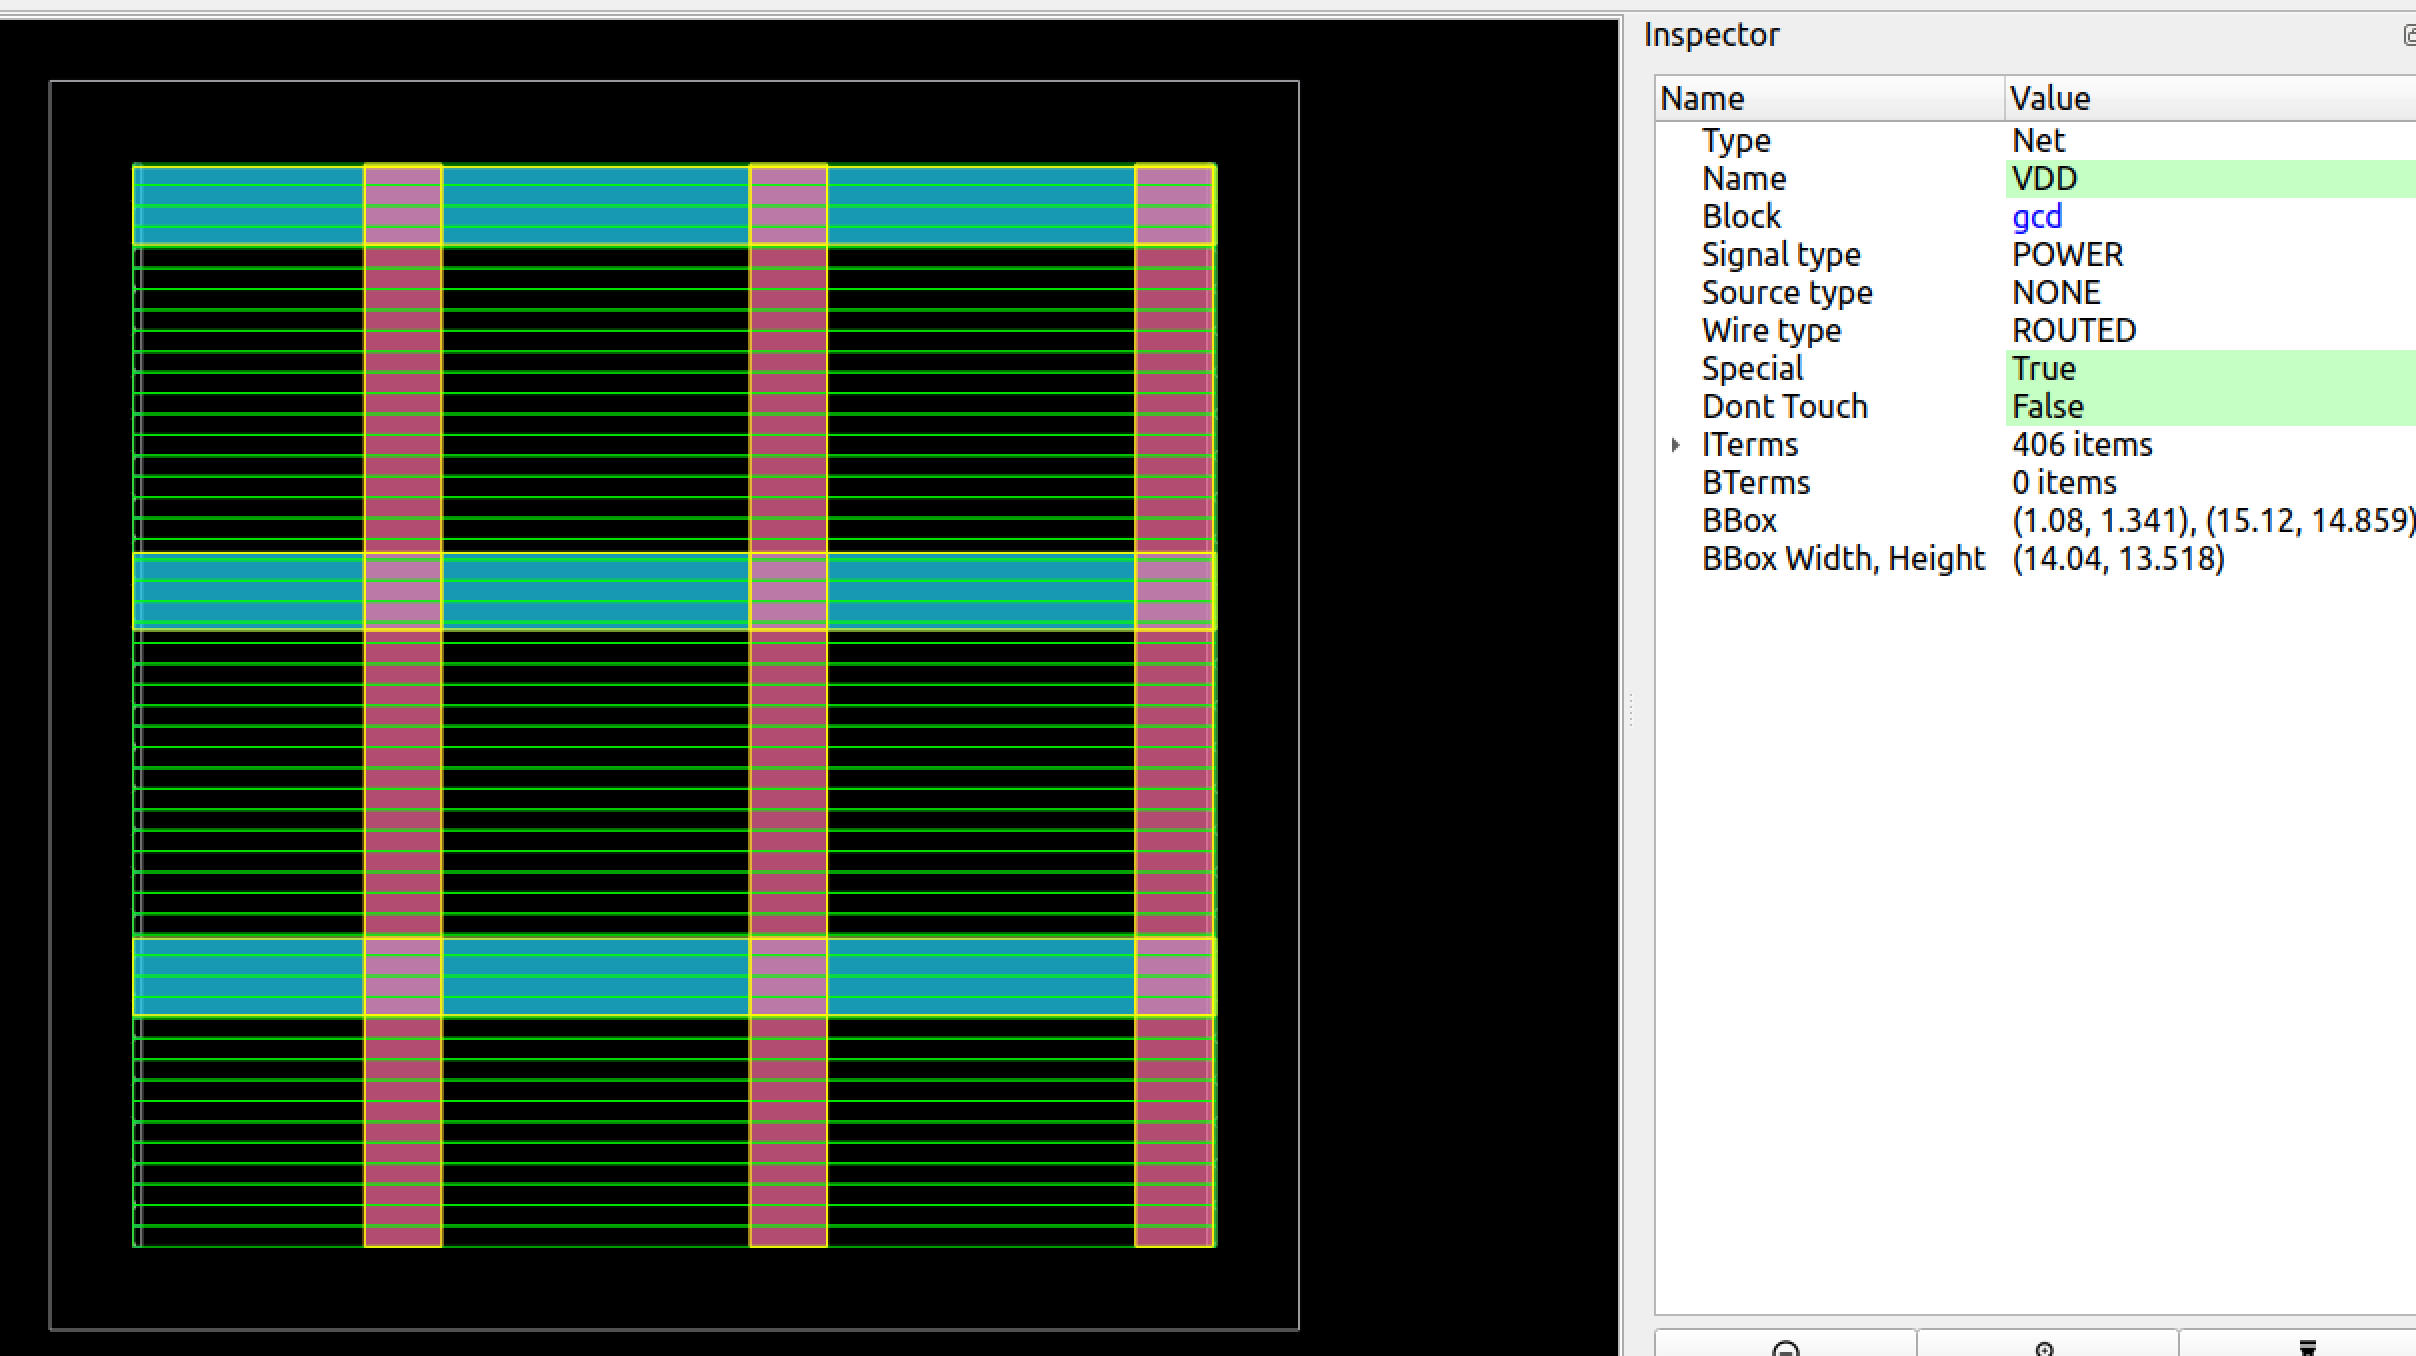 Inspector
Name Value
Type Net
Name VDD
Block gcd
Signal type POWER
Source type NONE
Wire type ROUTED
Special True
Dont Touch False
ITerms 406 items
BTerms 0 items
BBox (1.08, 1.341), (15.12, 14.859)
BBox Width, Height (14.04, 13.518)